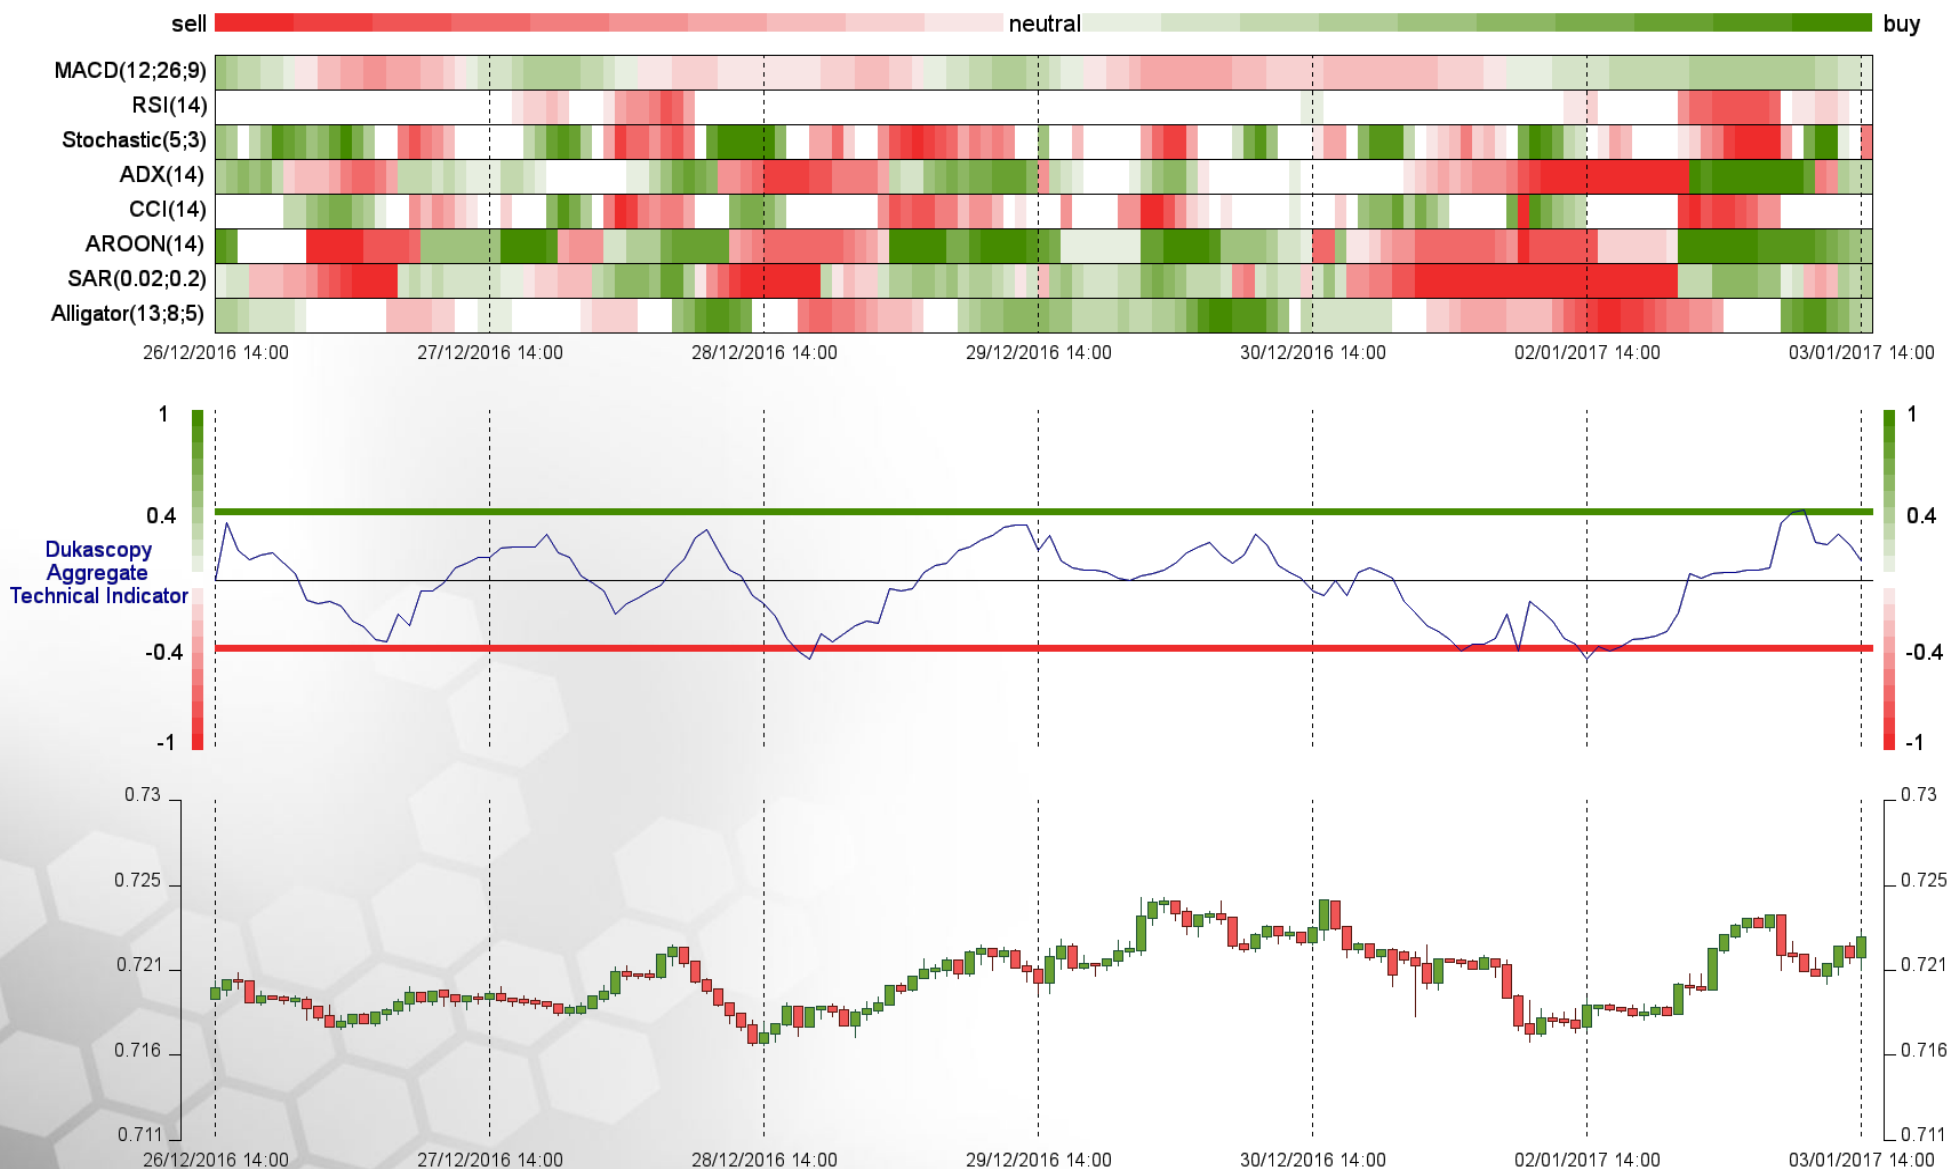 sell neutral buy
MACD(12;26;9)
RSI(14)
Stochastic(5;3)
ADX(14)
CCI(14)
AROON(14)
SAR(0.02;0.2)
Alligator(13;8;5)
26/12/2016 14:00 27/12/2016 14:00 28/12/2016 14:00 29/12/2016 14:00 30/12/2016 14:00 02/01/2017 14:00 03/01/2017 14:00
1 1
0.4 0.4
Dukascopy
Aggregate
Technical Indicator
-0.4 -0.4
-1 -1
0.73 0.73
0.725 0.725
0.721 0.721
0.716 0.716
0.711 0.711
26/12/2016 14:00 27/12/2016 14:00 28/12/2016 14:00 29/12/2016 14:00 30/12/2016 14:00 02/01/2017 14:00 03/01/2017 14:00